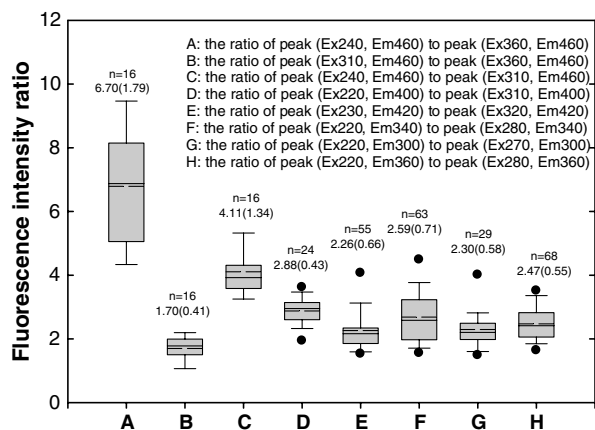 Fluorescence intensity ratio
12
10
8
6
4
2
0
A: the ratio of peak (Ex240, Em460) to peak (Ex360, Em460)
B: the ratio of peak (Ex310, Em460) to peak (Ex360, Em460)
C: the ratio of peak (Ex240, Em460) to peak (Ex310, Em460)
D: the ratio of peak (Ex220, Em400) to peak (Ex310, Em400)
E: the ratio of peak (Ex230, Em420) to peak (Ex320, Em420)
F: the ratio of peak (Ex220, Em340) to peak (Ex280, Em340)
G: the ratio of peak (Ex220, Em300) to peak (Ex270, Em300)
H: the ratio of peak (Ex220, Em360) to peak (Ex280, Em360)
n=16
6.70(1.79)
n=16
1.70(0.41)
n=16
4.11(1.34)
n=24
2.88(0.43)
n=55
2.26(0.66)
n=63
2.59(0.71)
n=29
2.30(0.58)
n=68
2.47(0.55)
A B C D E F G H